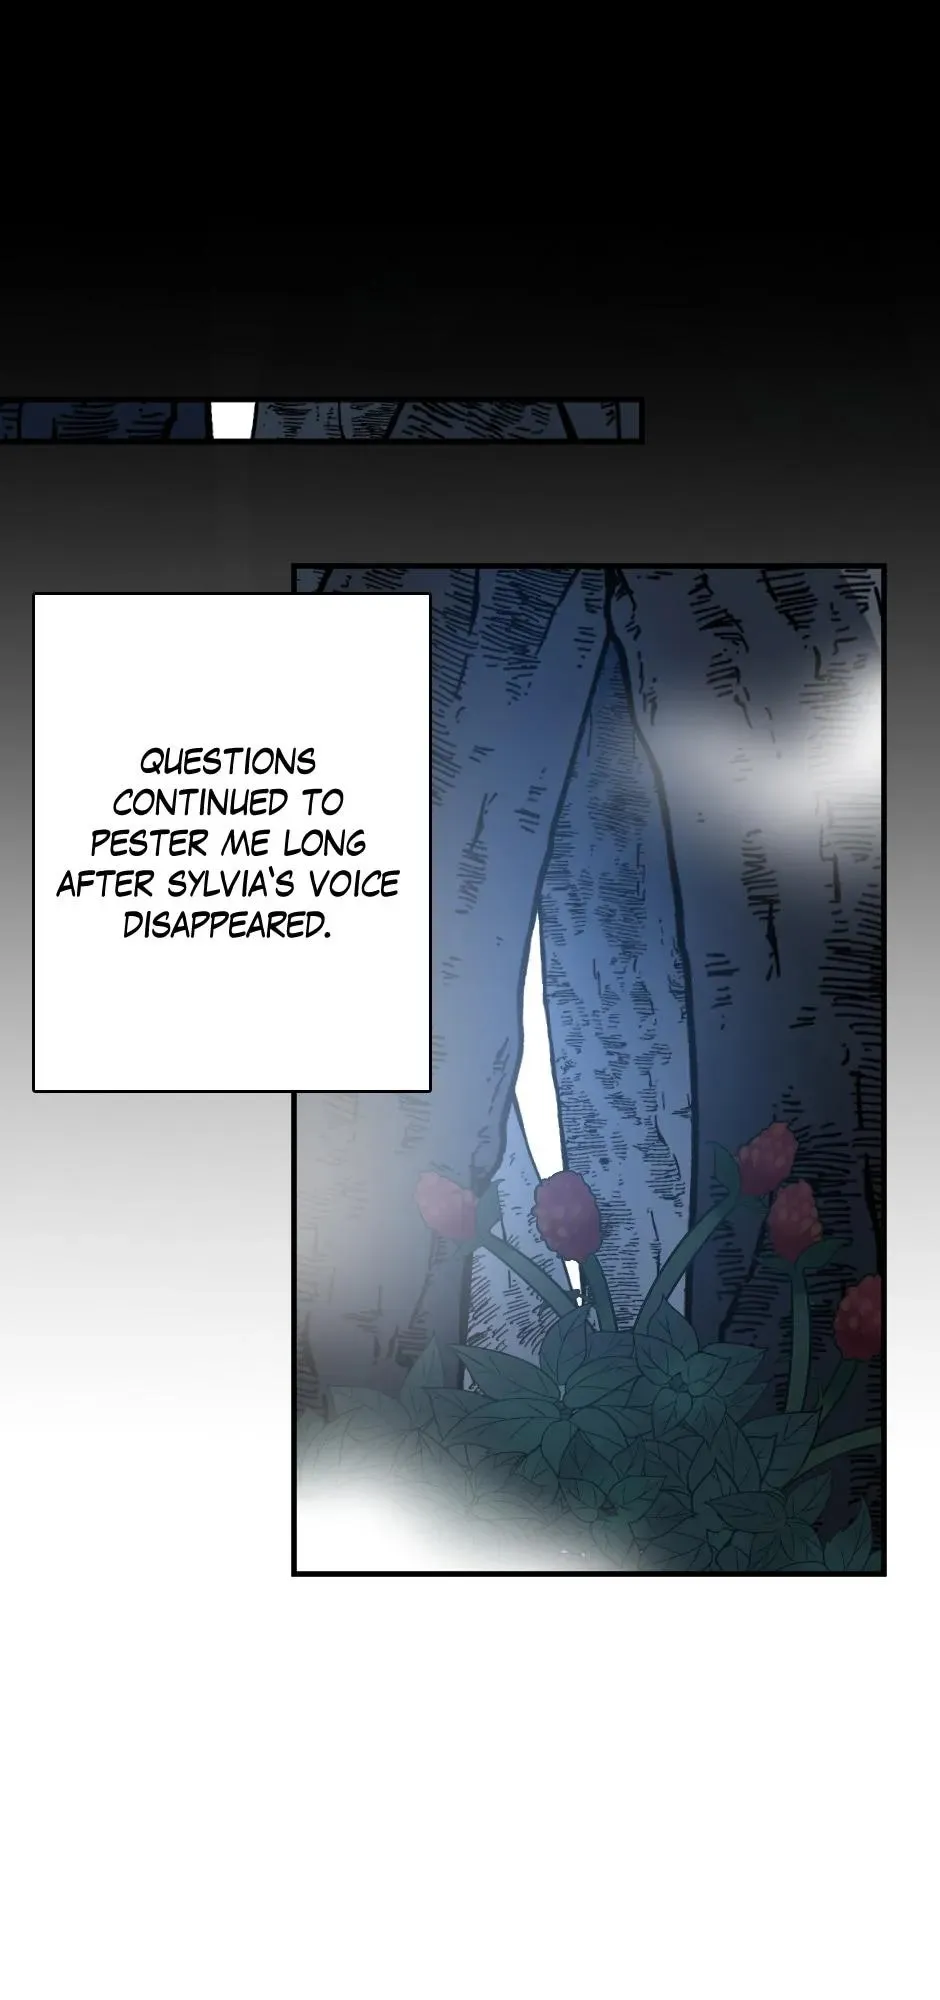 QUESTIONS
CONTINUED TO
PESTER ME LONG
AFTER SYLVIA'S VOICE
DISAPPEARED.